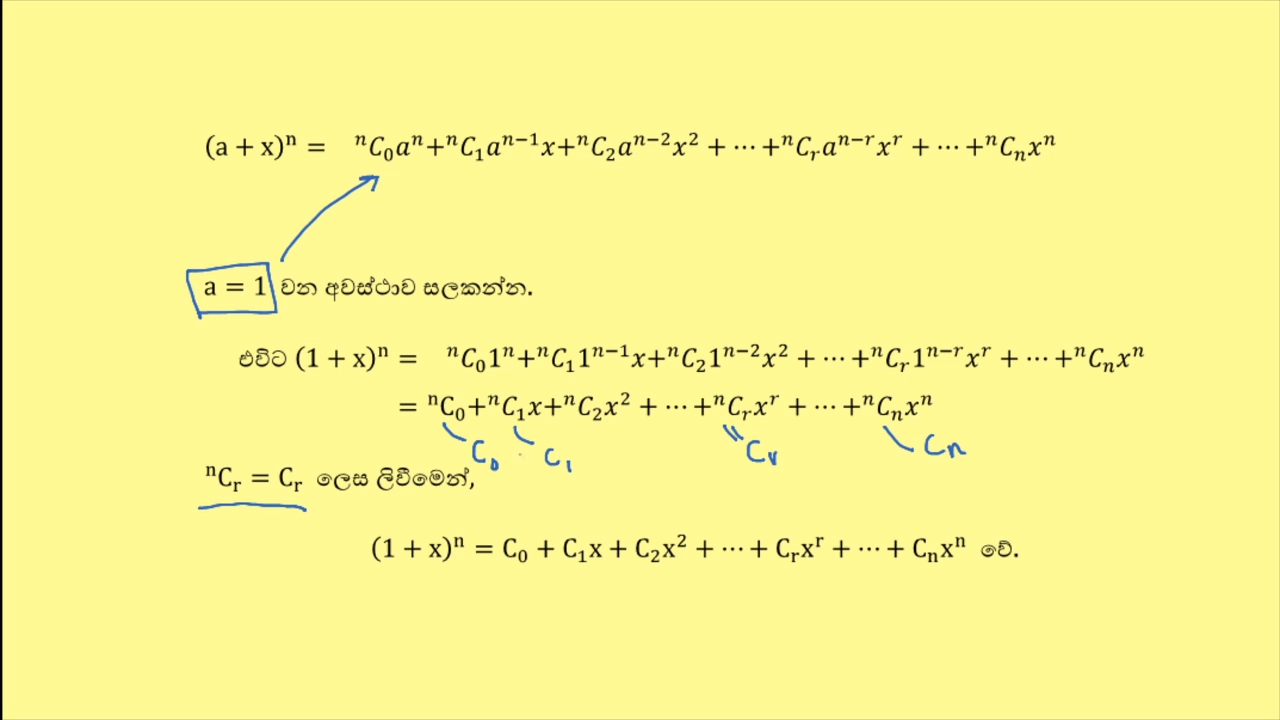 (a + x)ⁿ = ⁿC₀aⁿ+ⁿC₁aⁿ⁻¹x+ⁿC₂aⁿ⁻²x² + ⋯ +ⁿCᵣaⁿ⁻ʳxʳ + ⋯ +ⁿCₙxⁿ
a = 1 වන අවස්ථාව සලකන්න.
එවිට (1 + x)ⁿ = ⁿC₀1ⁿ+ⁿC₁1ⁿ⁻¹x+ⁿC₂1ⁿ⁻²x² + ⋯ +ⁿCᵣ1ⁿ⁻ʳxʳ + ⋯ +ⁿCₙxⁿ
= ⁿC₀+ⁿC₁x+ⁿC₂x² + ⋯ +ⁿCᵣxʳ + ⋯ +ⁿCₙxⁿ
C₀ C₁ Cᵣ Cₙ
ⁿCᵣ = Cᵣ ලෙස ලිවීමෙන්,
(1 + x)ⁿ = C₀ + C₁x + C₂x² + ⋯ + Cᵣxʳ + ⋯ + Cₙxⁿ වේ.